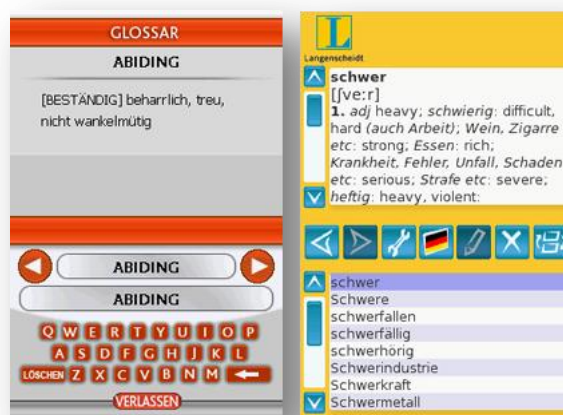 GLOSSAR
ABIDING
[BESTÄNDIG] beharrlich, treu,
nicht wankelmütig
ABIDING
ABIDING
Q W E R T Y U I O P
A S D F G H J K L
LÖSCHEN Z X C V B N M
VERLASSEN
L
Langenscheidt
schwer
[ʃveːr]
1. adj heavy; schwierig: difficult,
hard (auch Arbeit); Wein, Zigarre
etc: strong; Essen: rich;
Krankheit, Fehler, Unfall, Schaden
etc: serious; Strafe etc: severe;
heftig: heavy, violent:
schwer
Schwere
schwerfallen
schwerfällig
schwerhörig
Schwerindustrie
Schwerkraft
Schwermetall